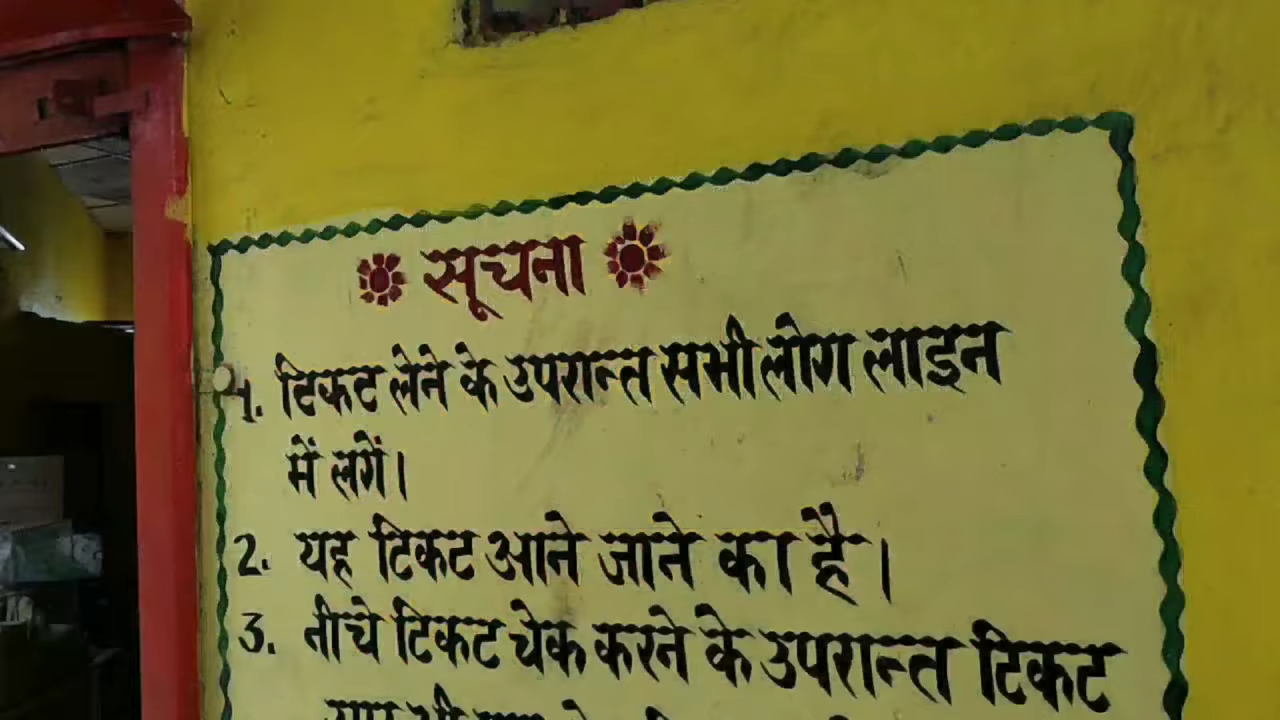 सूचना
1. टिकट लेने के उपरान्त सभी लोग लाइन
में लगें।
2. यह टिकट आने जाने का है।
3. नीचे टिकट चेक करने के उपरान्त टिकट